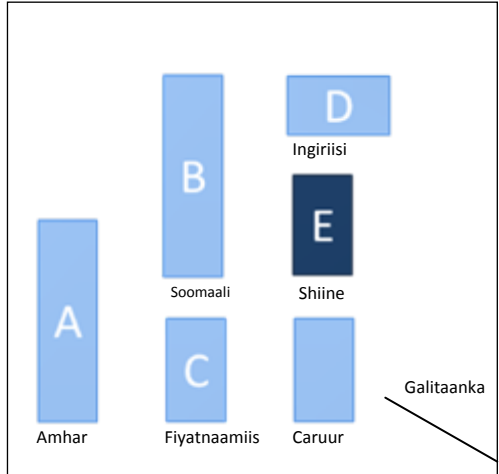 D
Ingiriisi
B
E
Soomaali
Shiine
A
C
Galitaanka
Amhar
Fiyatnaamiis
Caruur